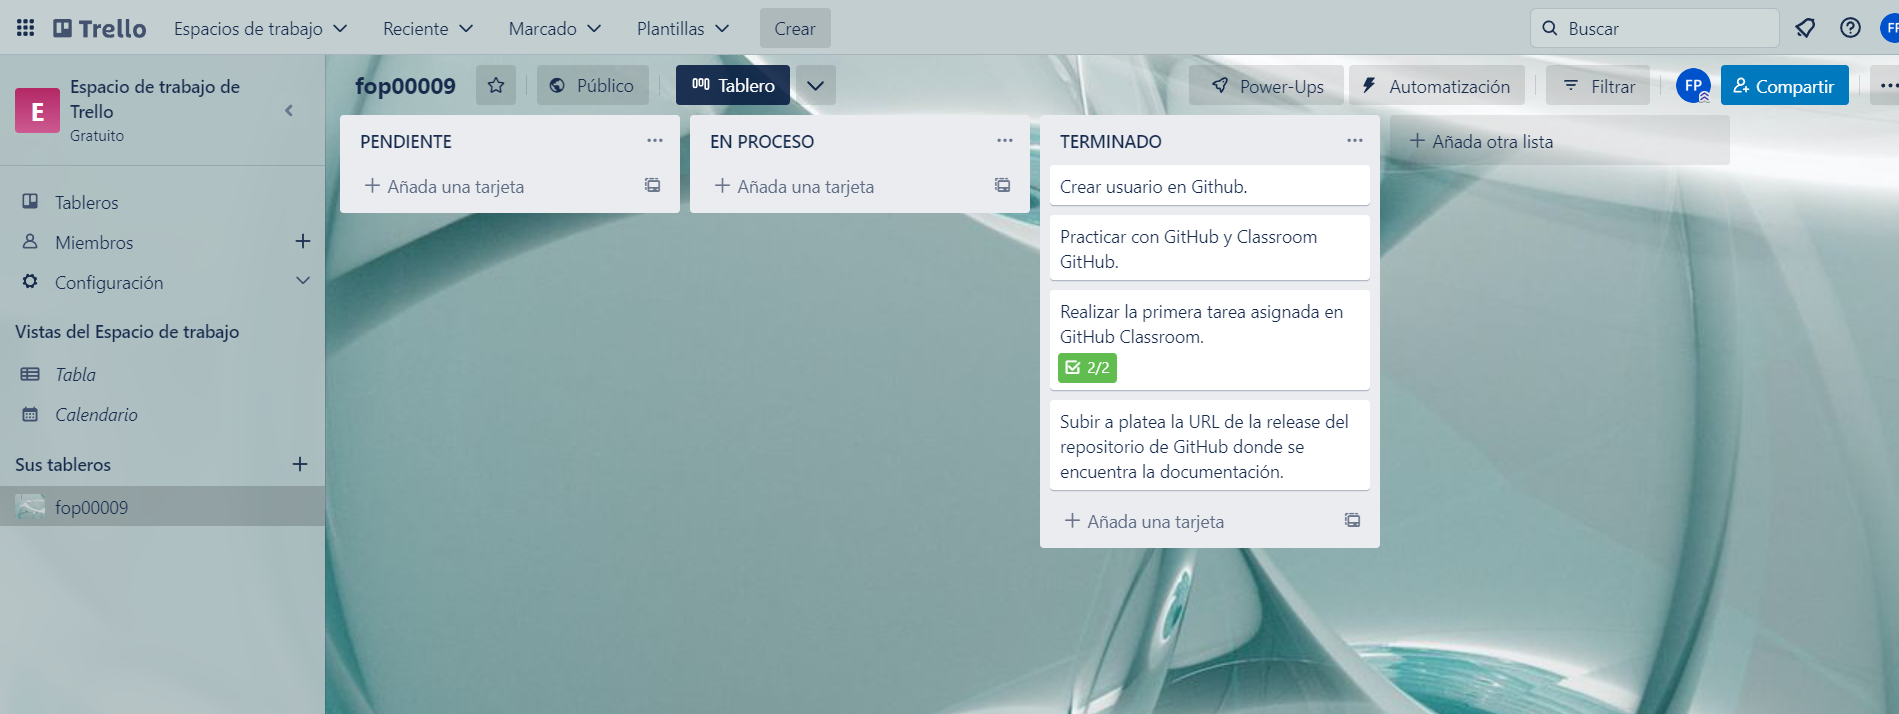 Trello
Espacios de trabajo
Reciente
Marcado
Plantillas
Crear
Buscar
FP
E
Espacio de trabajo de
Trello
Gratuito
Tableros
Miembros
Configuración
Vistas del Espacio de trabajo
Tabla
Calendario
Sus tableros
fop00009
fop00009
Público
Tablero
Power-Ups
Automatización
Filtrar
FP
Compartir
PENDIENTE
Añada una tarjeta
EN PROCESO
Añada una tarjeta
TERMINADO
Crear usuario en Github.
Practicar con GitHub y Classroom
GitHub.
Realizar la primera tarea asignada en
GitHub Classroom.
2/2
Subir a platea la URL de la release del
repositorio de GitHub donde se
encuentra la documentación.
Añada una tarjeta
Añada otra lista